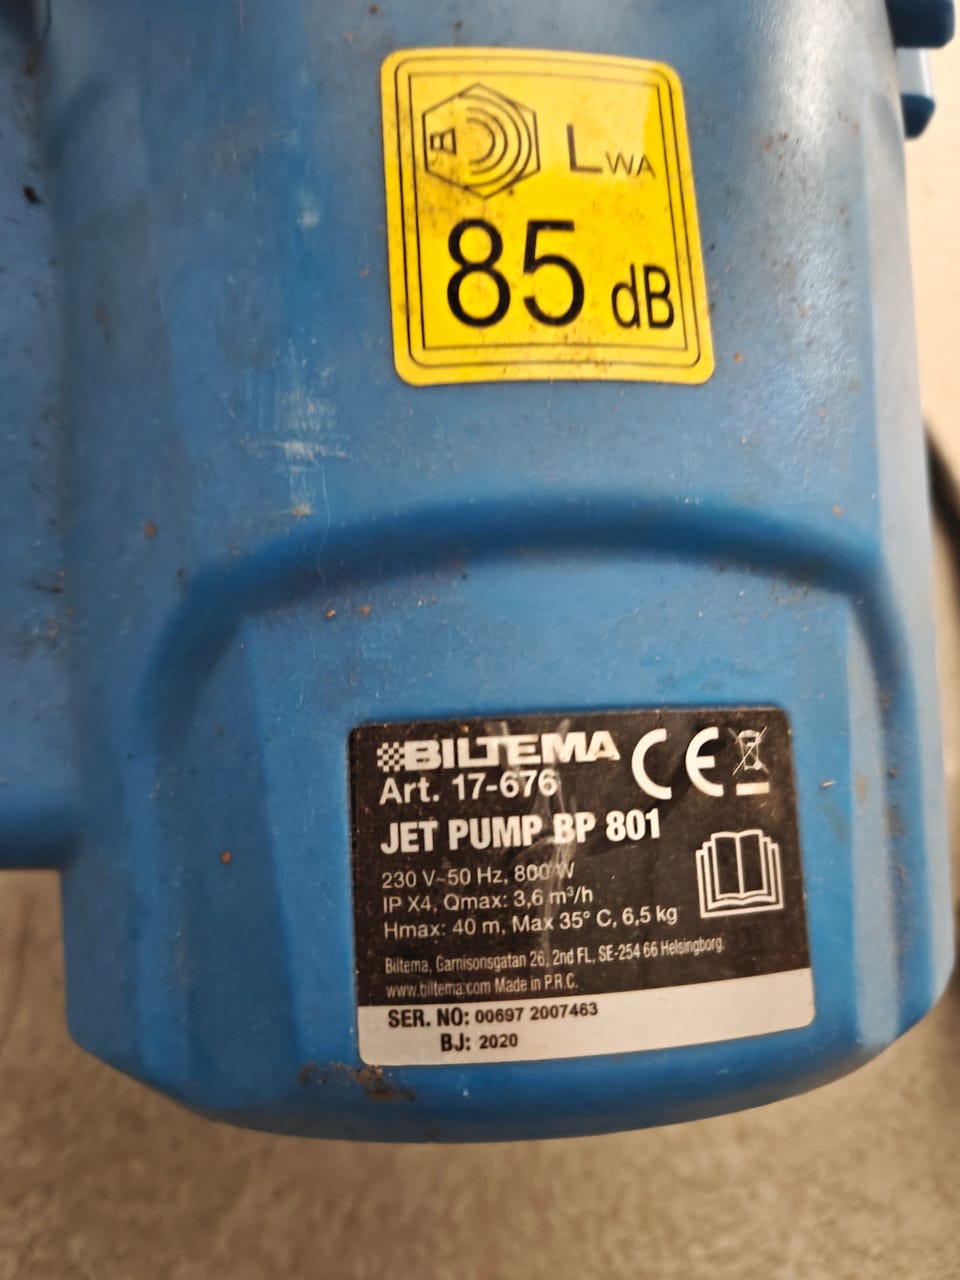 LWA
85 dB
BILTEMA CE
Art. 17-676
JET PUMP BP 801
230 V~50 Hz, 800 W
IP X4, Qmax: 3,6 m³/h
Hmax: 40 m, Max 35° C, 6,5 kg
Biltema, Garnisonsgatan 26, 2nd FL, SE-254 66 Helsingborg.
www.biltema.com Made in P.R.C.
SER. NO: 00697 2007463
BJ: 2020